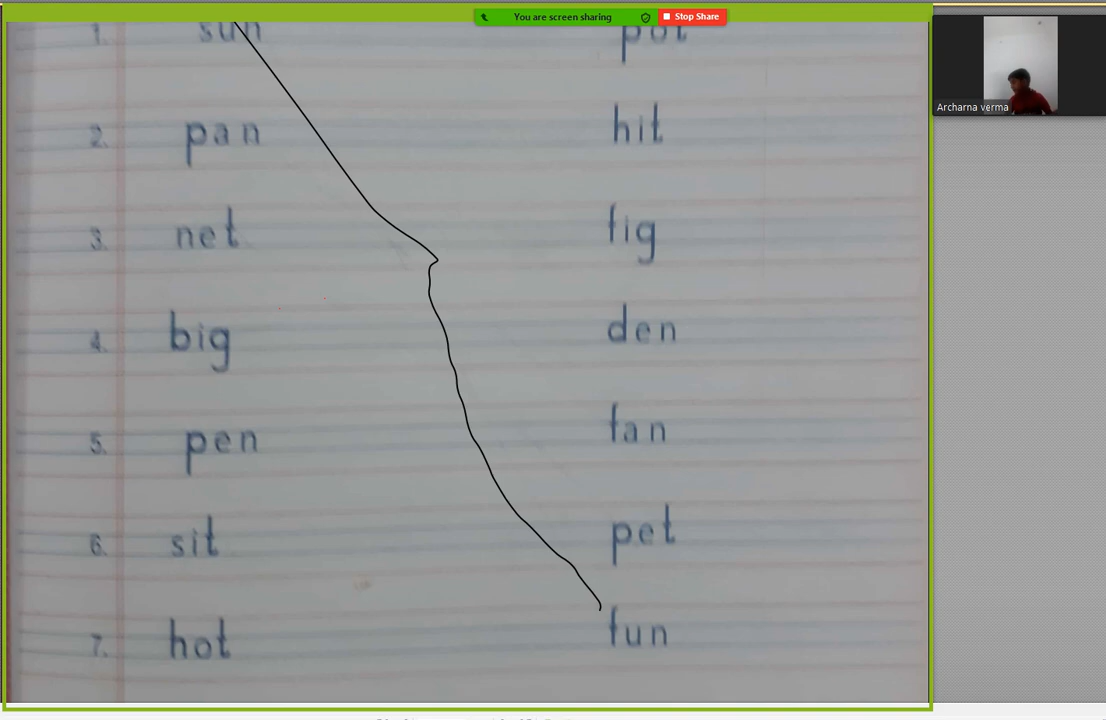 You are screen sharing Stop Share
1. sun pot
2. pan hit
3. net fig
4. big den
5. pen fan
6. sit pet
7. hot fun
Archarna verma